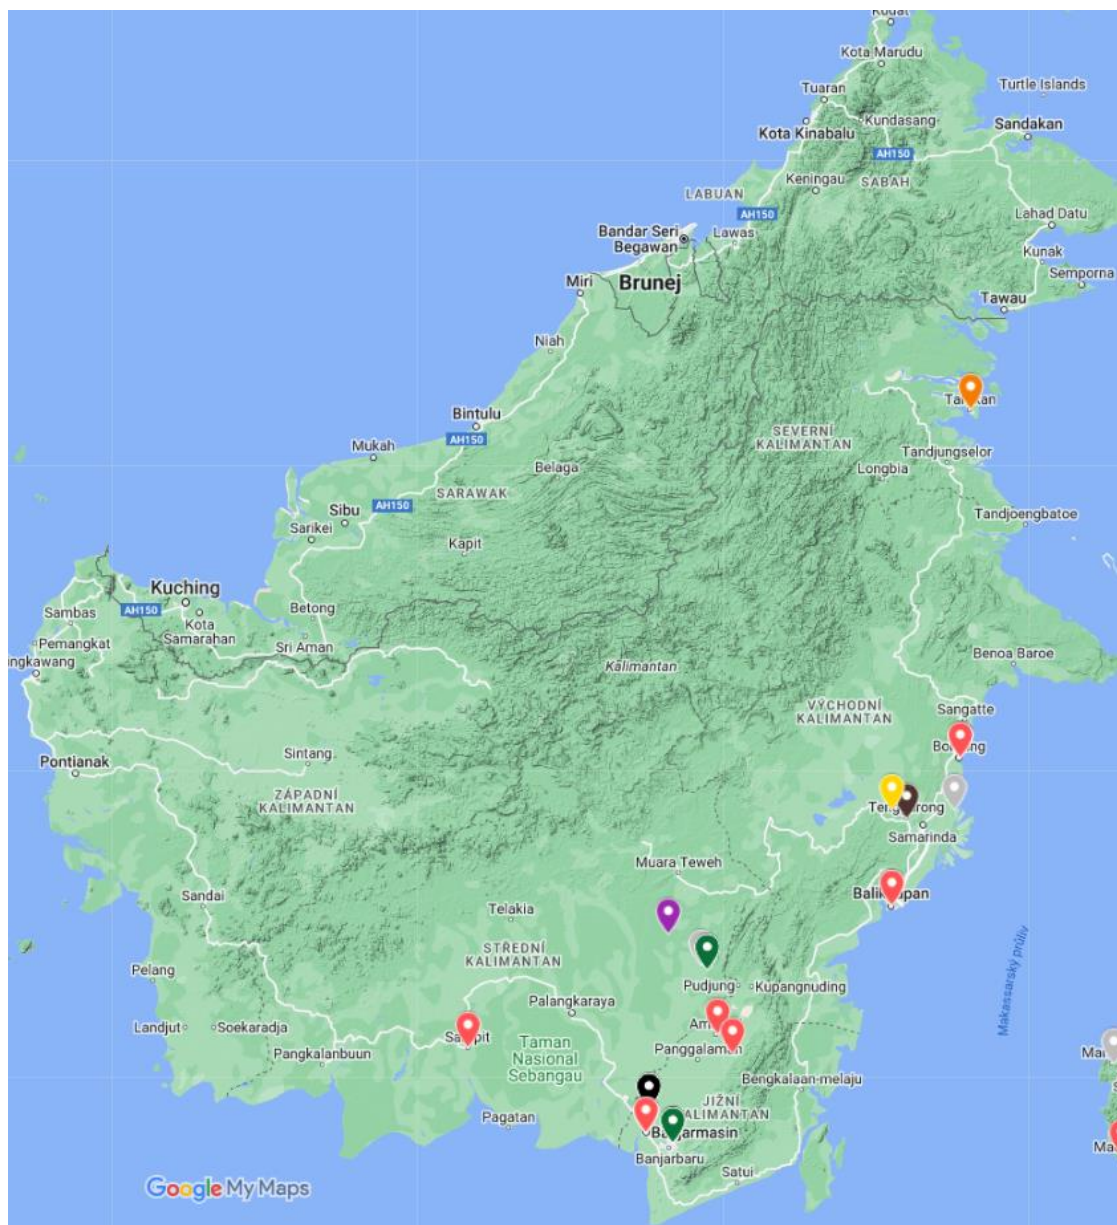 Kota Marudu
Turtle Islands
Tuaran
Kundasang
Sandakan
Kota Kinabalu
AH150
Keningau
SABAH
LABUAN
AH150
Lahad Datu
Bandar Seri
Begawan
Lawas
Kunak
Semporna
Brunej
Miri
Tawau
Niah
Bintulu
AH150
SEVERNÍ
KALIMANTAN
Mukah
Tandjungselor
Belaga
Longbia
SARAWAK
AH150
Sibu
Tandjoengbatoe
Sarikei
Kapit
Kuching
AH150
Sambas
Kota
Samarahan
Betong
Pemangkat
Sri Aman
ngkawang
Kalimantan
Benoa Baroe
VÝCHODNÍ
KALIMANTAN
Sangatte
Sintang
Pontianak
ZÁPADNÍ
KALIMANTAN
Samarinda
Muara Teweh
Sandai
Telakia
STŘEDNÍ
KALIMANTAN
Makassarský průliv
Pelang
Pudjung
Kupangnuding
Palangkaraya
Landjut
Soekaradja
Taman
Nasional
Sebangau
Pangkalanbuun
Bengkalaan-melaju
JIŽNÍ
Pagatan
Banjarmasin
Banjarbaru
Satui
Google My Maps